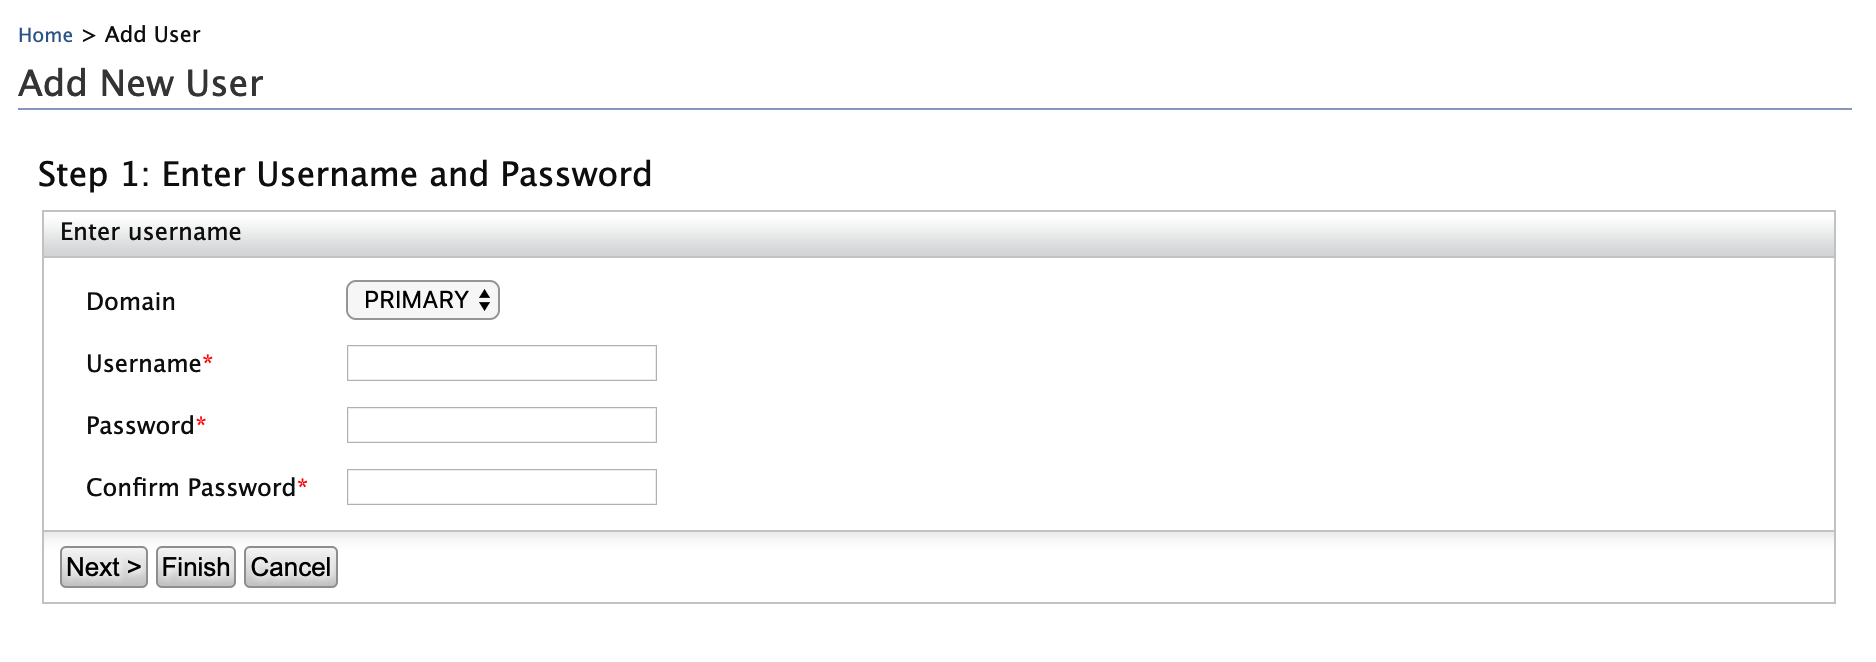 Home > Add User
Add New User
Step 1: Enter Username and Password
Enter username
Domain PRIMARY
Username*
Password*
Confirm Password*
Next > Finish Cancel